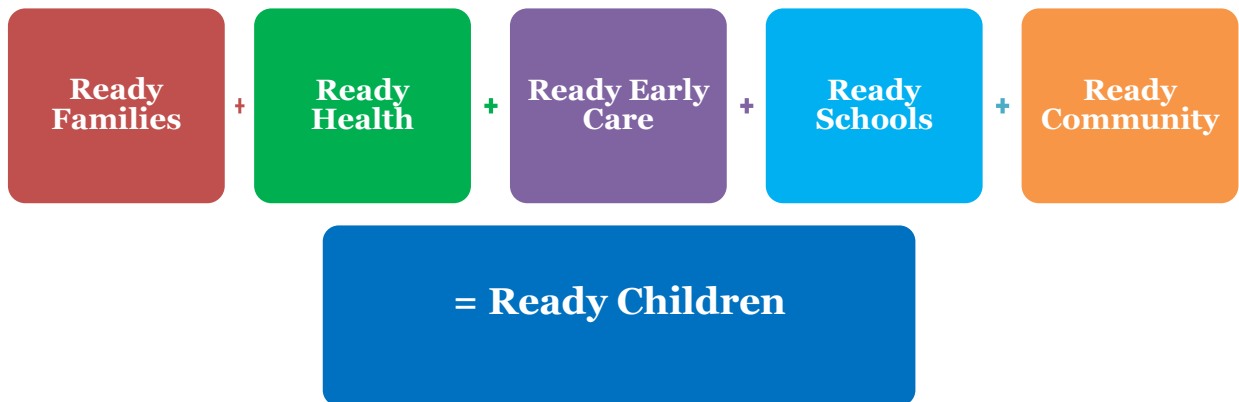 Ready
Families
+
Ready
Health
+
Ready Early
Care
+
Ready
Schools
+
Ready
Community
= Ready Children